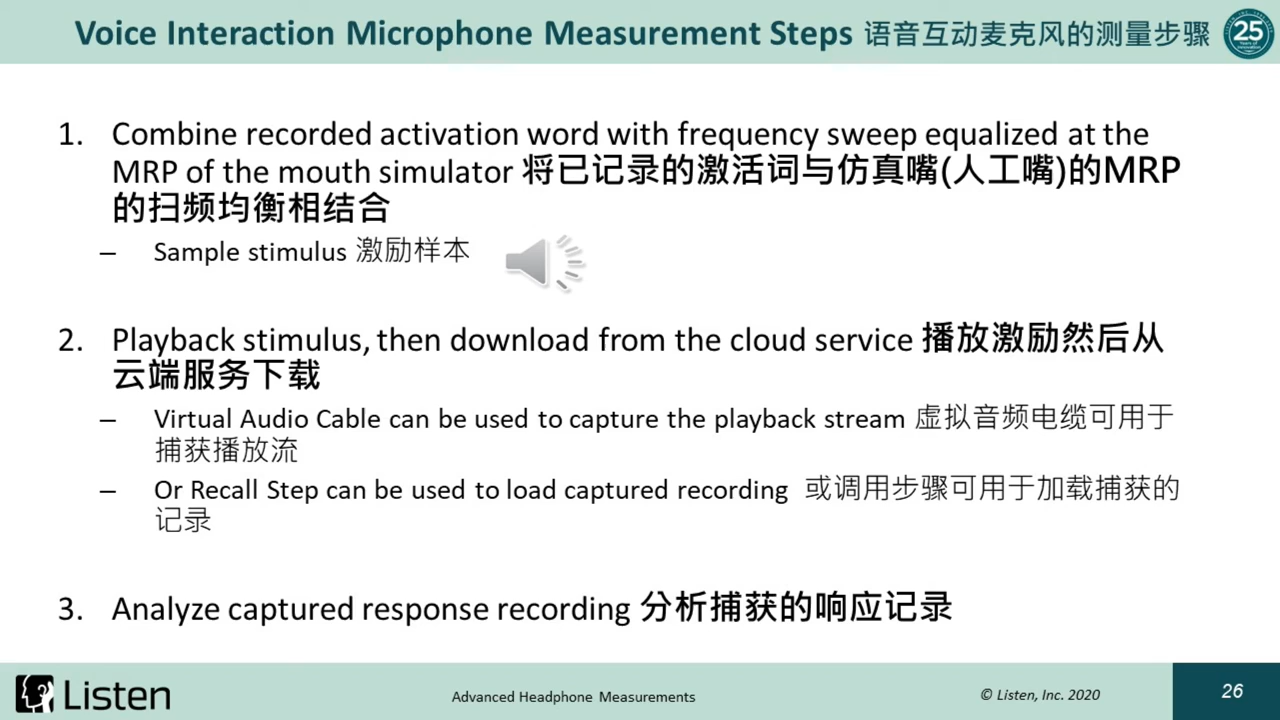 Voice Interaction Microphone Measurement Steps 语音互动麦克风的测量步骤
25
Years of Innovation
1. Combine recorded activation word with frequency sweep equalized at the
MRP of the mouth simulator 将已记录的激活词与仿真嘴(人工嘴)的MRP
的扫频均衡相结合
– Sample stimulus 激励样本
2. Playback stimulus, then download from the cloud service 播放激励然后从
云端服务下载
– Virtual Audio Cable can be used to capture the playback stream 虚拟音频电缆可用于
捕获播放流
– Or Recall Step can be used to load captured recording 或调用步骤可用于加载捕获的
记录
3. Analyze captured response recording 分析捕获的响应记录
Listen
Advanced Headphone Measurements
© Listen, Inc. 2020
26